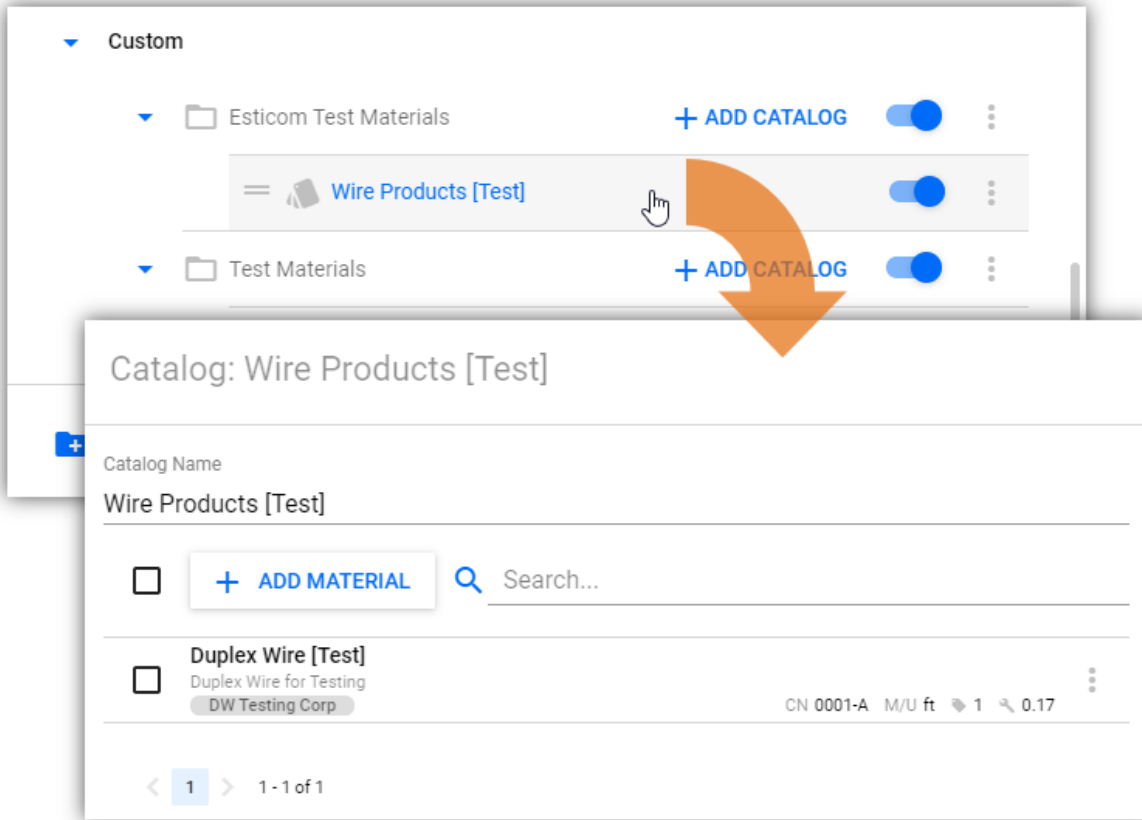 Custom
Esticom Test Materials + ADD CATALOG
Wire Products [Test]
Test Materials + ADD CATALOG
Catalog: Wire Products [Test]
Catalog Name
Wire Products [Test]
+ ADD MATERIAL Search...
Duplex Wire [Test]
Duplex Wire for Testing
DW Testing Corp CN 0001-A M/U ft 1 0.17
< 1 > 1 - 1 of 1